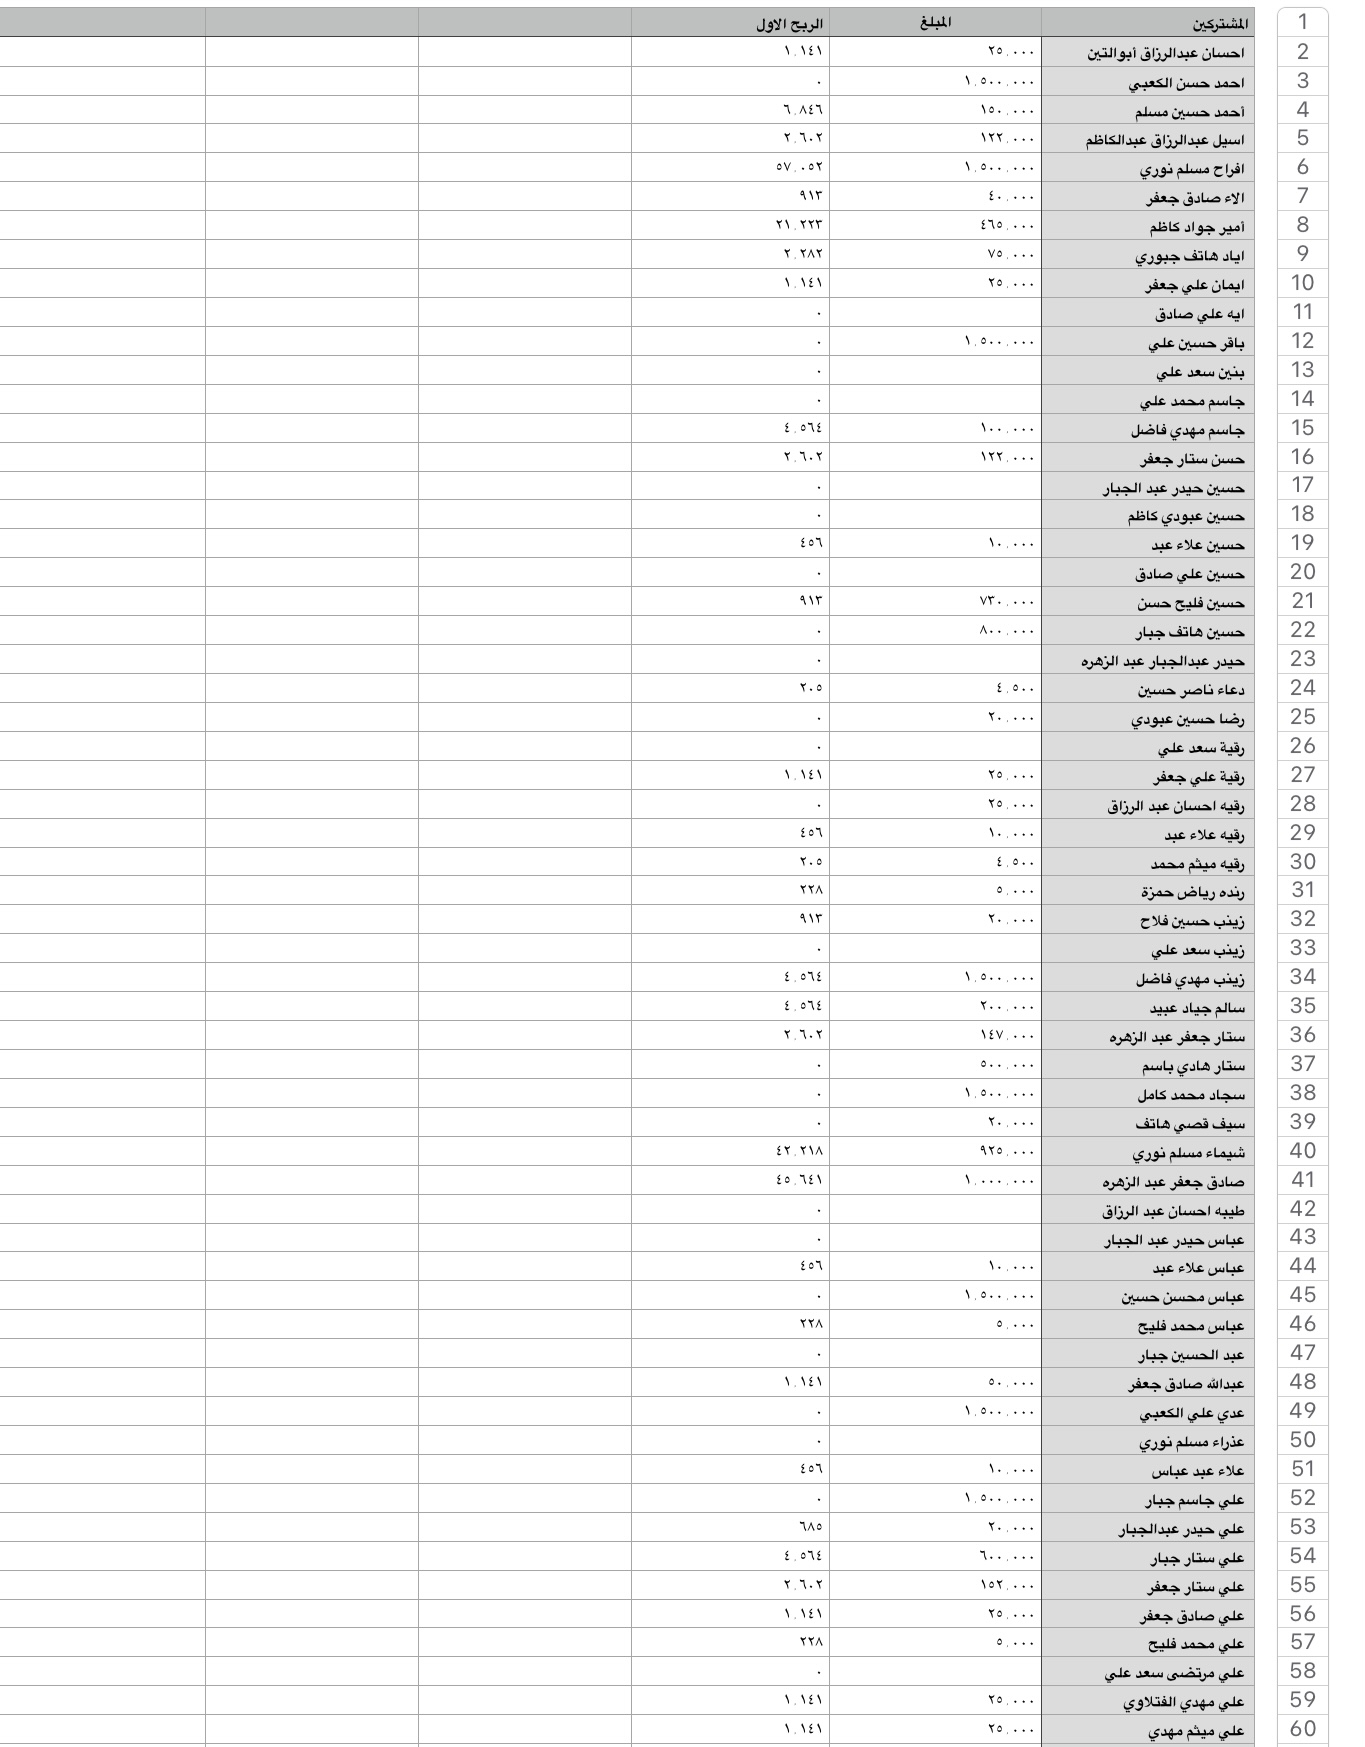 المشتركين المبلغ الربح الاول 1
احسان عبدالرزاق أبوالتين ٢٥.٠٠٠ ١.١٤١ 2
احمد حسن الكعبي ١.٥٠٠.٠٠٠ ٠ 3
أحمد حسين مسلم ١٥٠.٠٠٠ ٦.٨٤٦ 4
اسيل عبدالرزاق عبدالكاظم ١٢٢.٠٠٠ ٢.٦٠٢ 5
افراح مسلم نوري ١.٥٠٠.٠٠٠ ٥٧.٠٥٢ 6
الاء صادق جعفر ٤٠.٠٠٠ ٩١٣ 7
أمير جواد كاظم ٤٦٥.٠٠٠ ٢١.٢٢٣ 8
اياد هاتف جبوري ٧٥.٠٠٠ ٢.٢٨٢ 9
ايمان علي جعفر ٢٥.٠٠٠ ١.١٤١ 10
ايه علي صادق ٠ 11
باقر حسين علي ١.٥٠٠.٠٠٠ ٠ 12
بنين سعد علي ٠ 13
جاسم محمد علي ٠ 14
جاسم مهدي فاضل ١٠٠.٠٠٠ ٤.٥٦٤ 15
حسن ستار جعفر ١٢٢.٠٠٠ ٢.٦٠٢ 16
حسين حيدر عبد الجبار ٠ 17
حسين عبودي كاظم ٠ 18
حسين علاء عبد ١٠.٠٠٠ ٤٥٦ 19
حسين علي صادق ٠ 20
حسين فليح حسن ٧٣٠.٠٠٠ ٩١٣ 21
حسين هاتف جبار ٨٠٠.٠٠٠ ٠ 22
حيدر عبدالجبار عبد الزهره ٠ 23
دعاء ناصر حسين ٤.٥٠٠ ٢٠٥ 24
رضا حسين عبودي ٢٠.٠٠٠ ٠ 25
رقية سعد علي ٠ 26
رقية علي جعفر ٢٥.٠٠٠ ١.١٤١ 27
رقيه احسان عبد الرزاق ٢٥.٠٠٠ ٠ 28
رقيه علاء عبد ١٠.٠٠٠ ٤٥٦ 29
رقيه ميثم محمد ٤.٥٠٠ ٢٠٥ 30
رنده رياض حمزة ٥.٠٠٠ ٢٢٨ 31
زينب حسين فلاح ٢٠.٠٠٠ ٩١٣ 32
زينب سعد علي ٠ 33
زينب مهدي فاضل ١.٥٠٠.٠٠٠ ٤.٥٦٤ 34
سالم جياد عبيد ٢٠٠.٠٠٠ ٤.٥٦٤ 35
ستار جعفر عبد الزهره ١٤٧.٠٠٠ ٢.٦٠٢ 36
ستار هادي باسم ٥٠٠.٠٠٠ ٠ 37
سجاد محمد كامل ١.٥٠٠.٠٠٠ ٠ 38
سيف قصي هاتف ٢٠.٠٠٠ ٠ 39
شيماء مسلم نوري ٩٢٥.٠٠٠ ٤٢.٢١٨ 40
صادق جعفر عبد الزهره ١.٠٠٠.٠٠٠ ٤٥.٦٤١ 41
طيبه احسان عبد الرزاق ٠ 42
عباس حيدر عبد الجبار ٠ 43
عباس علاء عبد ١٠.٠٠٠ ٤٥٦ 44
عباس محسن حسين ١.٥٠٠.٠٠٠ ٠ 45
عباس محمد فليح ٥.٠٠٠ ٢٢٨ 46
عبد الحسين جبار ٠ 47
عبدالله صادق جعفر ٥٠.٠٠٠ ١.١٤١ 48
عدي علي الكعبي ١.٥٠٠.٠٠٠ ٠ 49
عذراء مسلم نوري ٠ 50
علاء عبد عباس ١٠.٠٠٠ ٤٥٦ 51
علي جاسم جبار ١.٥٠٠.٠٠٠ ٠ 52
علي حيدر عبدالجبار ٢٠.٠٠٠ ٦٨٥ 53
علي ستار جبار ٦٠٠.٠٠٠ ٤.٥٦٤ 54
علي ستار جعفر ١٥٢.٠٠٠ ٢.٦٠٢ 55
علي صادق جعفر ٢٥.٠٠٠ ١.١٤١ 56
علي محمد فليح ٥.٠٠٠ ٢٢٨ 57
علي مرتضى سعد علي ٠ 58
علي مهدي الفتلاوي ٢٥.٠٠٠ ١.١٤١ 59
علي ميثم مهدي ٢٥.٠٠٠ ١.١٤١ 60